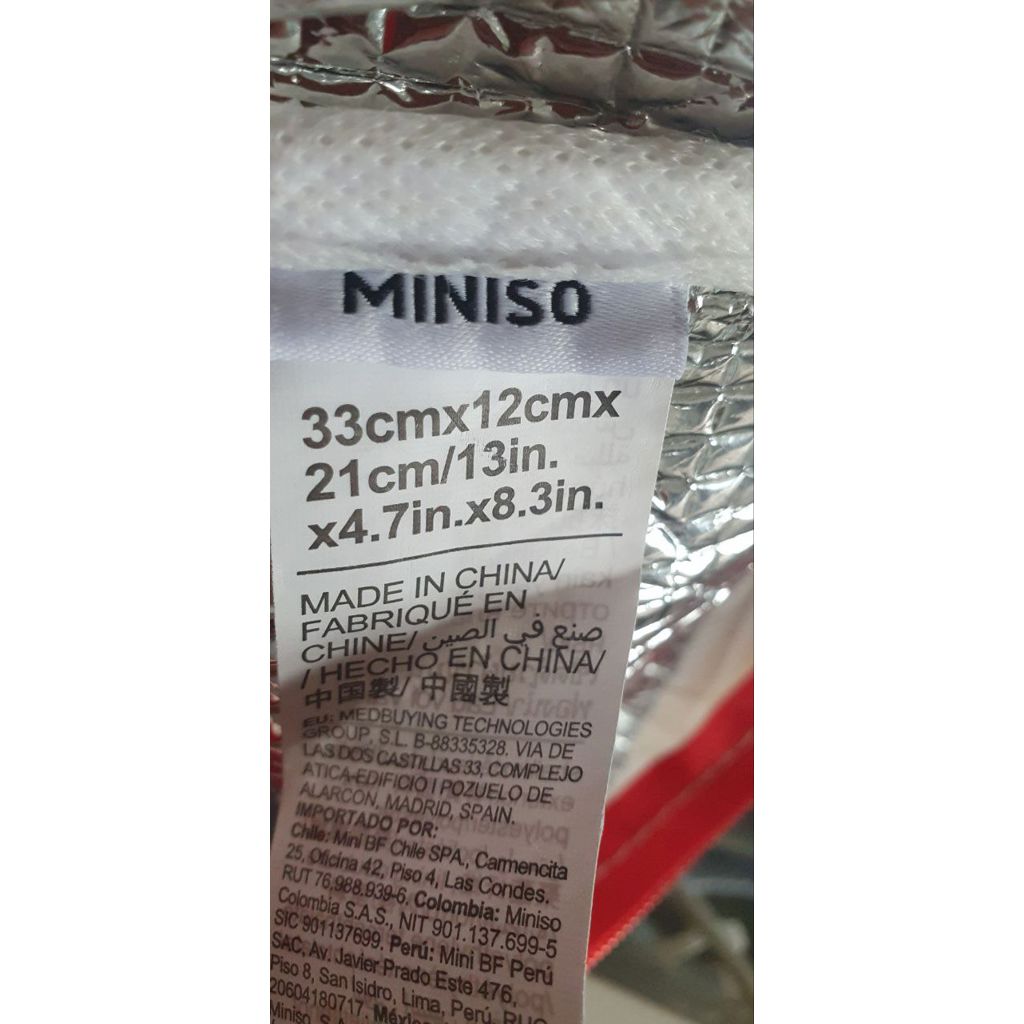 MINISO
33cmx12cmx
21cm/13in.
x4.7in.x8.3in.
MADE IN CHINA/
FABRIQUÉ EN
CHINE/ صنع في الصين
/ HECHO EN CHINA/
中国製/ 中國製
EU: MEDBUYING TECHNOLOGIES
GROUP, S.L. B-88335328. VIA DE
LAS DOS CASTILLAS 33, COMPLEJO
ATICA-EDIFICIO I POZUELO DE
ALARCON, MADRID, SPAIN.
IMPORTADO POR:
Chile: Mini BF Chile SPA., Carmencita
25, Oficina 42, Piso 4, Las Condes.
RUT 76.988.939-6. Colombia: Miniso
Colombia S.A.S., NIT 901.137.699-5
SIC 901137699. Perú: Mini BF Perú
SAC, Av. Javier Prado Este 476,
Piso 8, San Isidro, Lima, Perú, RUC
20604180717. México:
Miniso